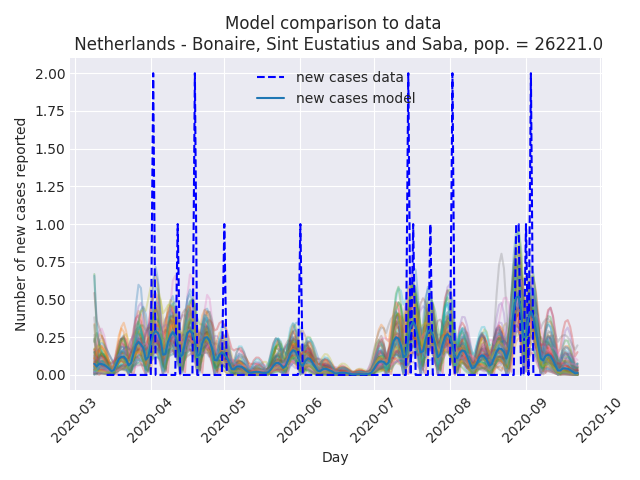 Model comparison to data
Netherlands - Bonaire, Sint Eustatius and Saba, pop. = 26221.0
new cases data
new cases model
Number of new cases reported
2.00
1.75
1.50
1.25
1.00
0.75
0.50
0.25
0.00
2020-03
2020-04
2020-05
2020-06
2020-07
2020-08
2020-09
2020-10
Day